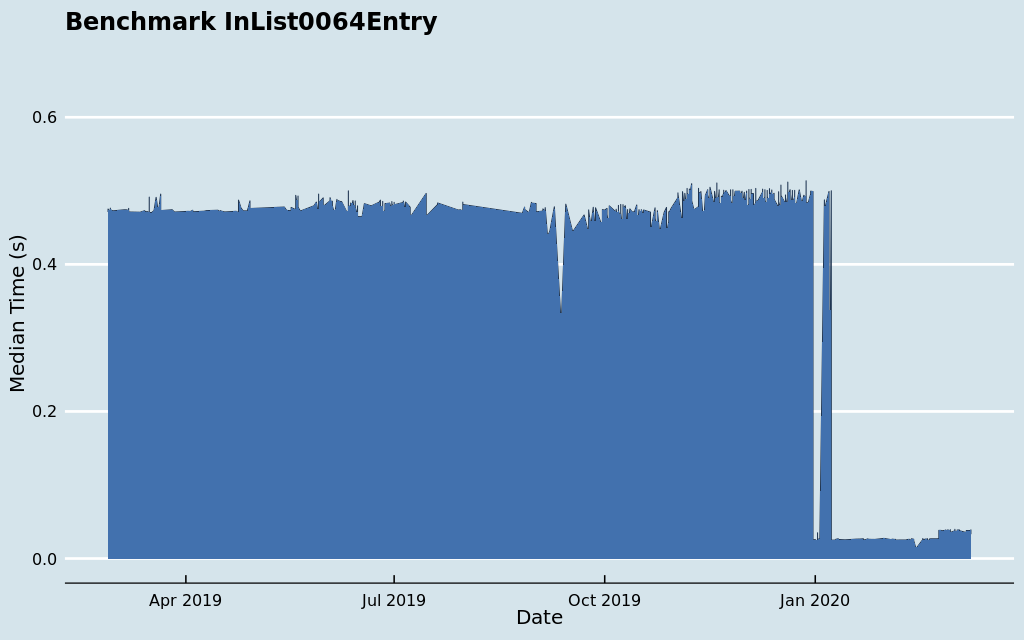 Benchmark InList0064Entry
0.6
0.4
0.2
0.0
Median Time (s)
Apr 2019
Jul 2019
Oct 2019
Jan 2020
Date